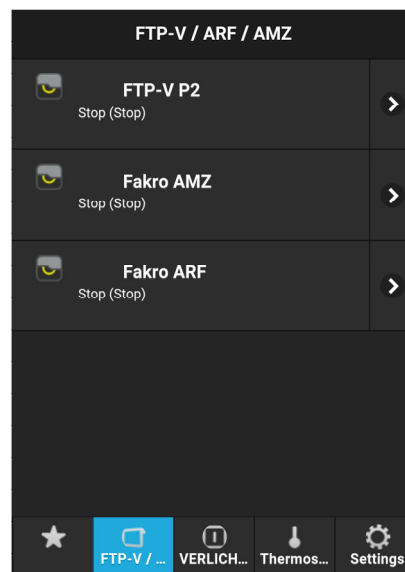 FTP-V / ARF / AMZ
FTP-V P2
Stop (Stop)
Fakro AMZ
Stop (Stop)
Fakro ARF
Stop (Stop)
FTP-V / ... VERLICH... Thermos... Settings